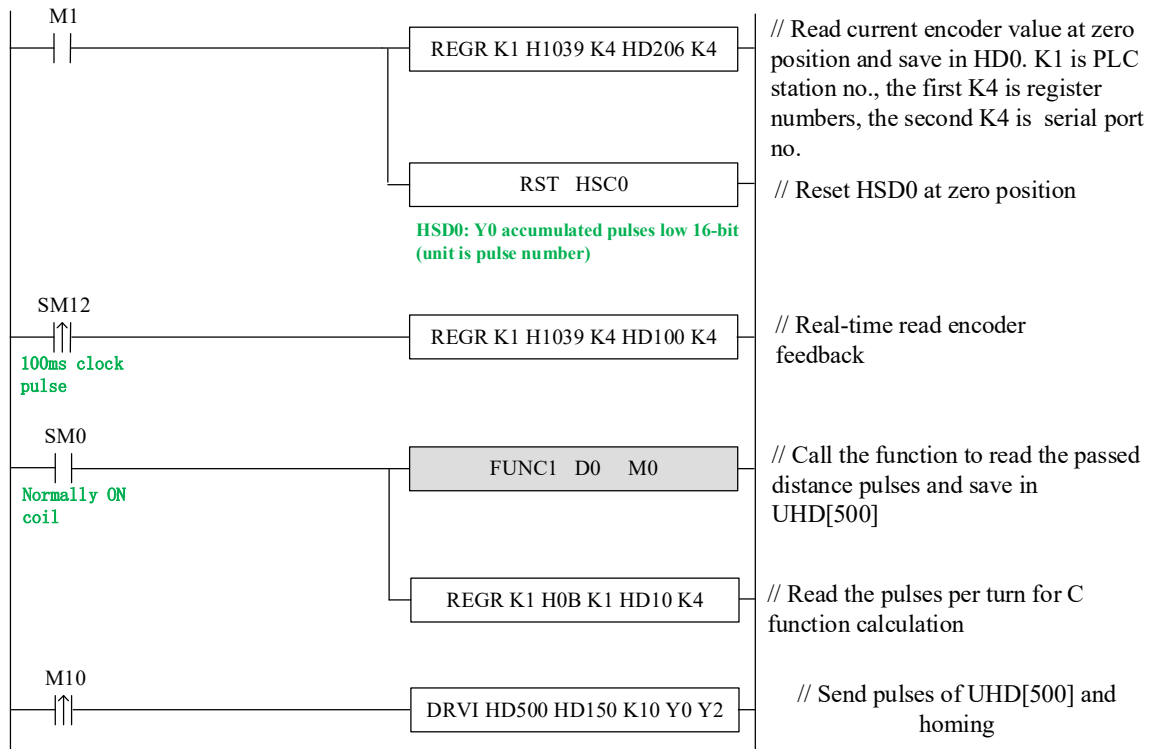 M1
REGR K1 H1039 K4 HD206 K4
// Read current encoder value at zero
position and save in HD0. K1 is PLC
station no., the first K4 is register
numbers, the second K4 is serial port
no.
RST HSC0
// Reset HSD0 at zero position
HSD0: Y0 accumulated pulses low 16-bit
(unit is pulse number)
SM12
REGR K1 H1039 K4 HD100 K4
// Real-time read encoder
feedback
100ms clock
pulse
SM0
FUNC1 D0 M0
// Call the function to read the passed
distance pulses and save in
UHD[500]
Normally ON
coil
REGR K1 H0B K1 HD10 K4
// Read the pulses per turn for C
function calculation
M10
DRVI HD500 HD150 K10 Y0 Y2
// Send pulses of UHD[500] and
homing